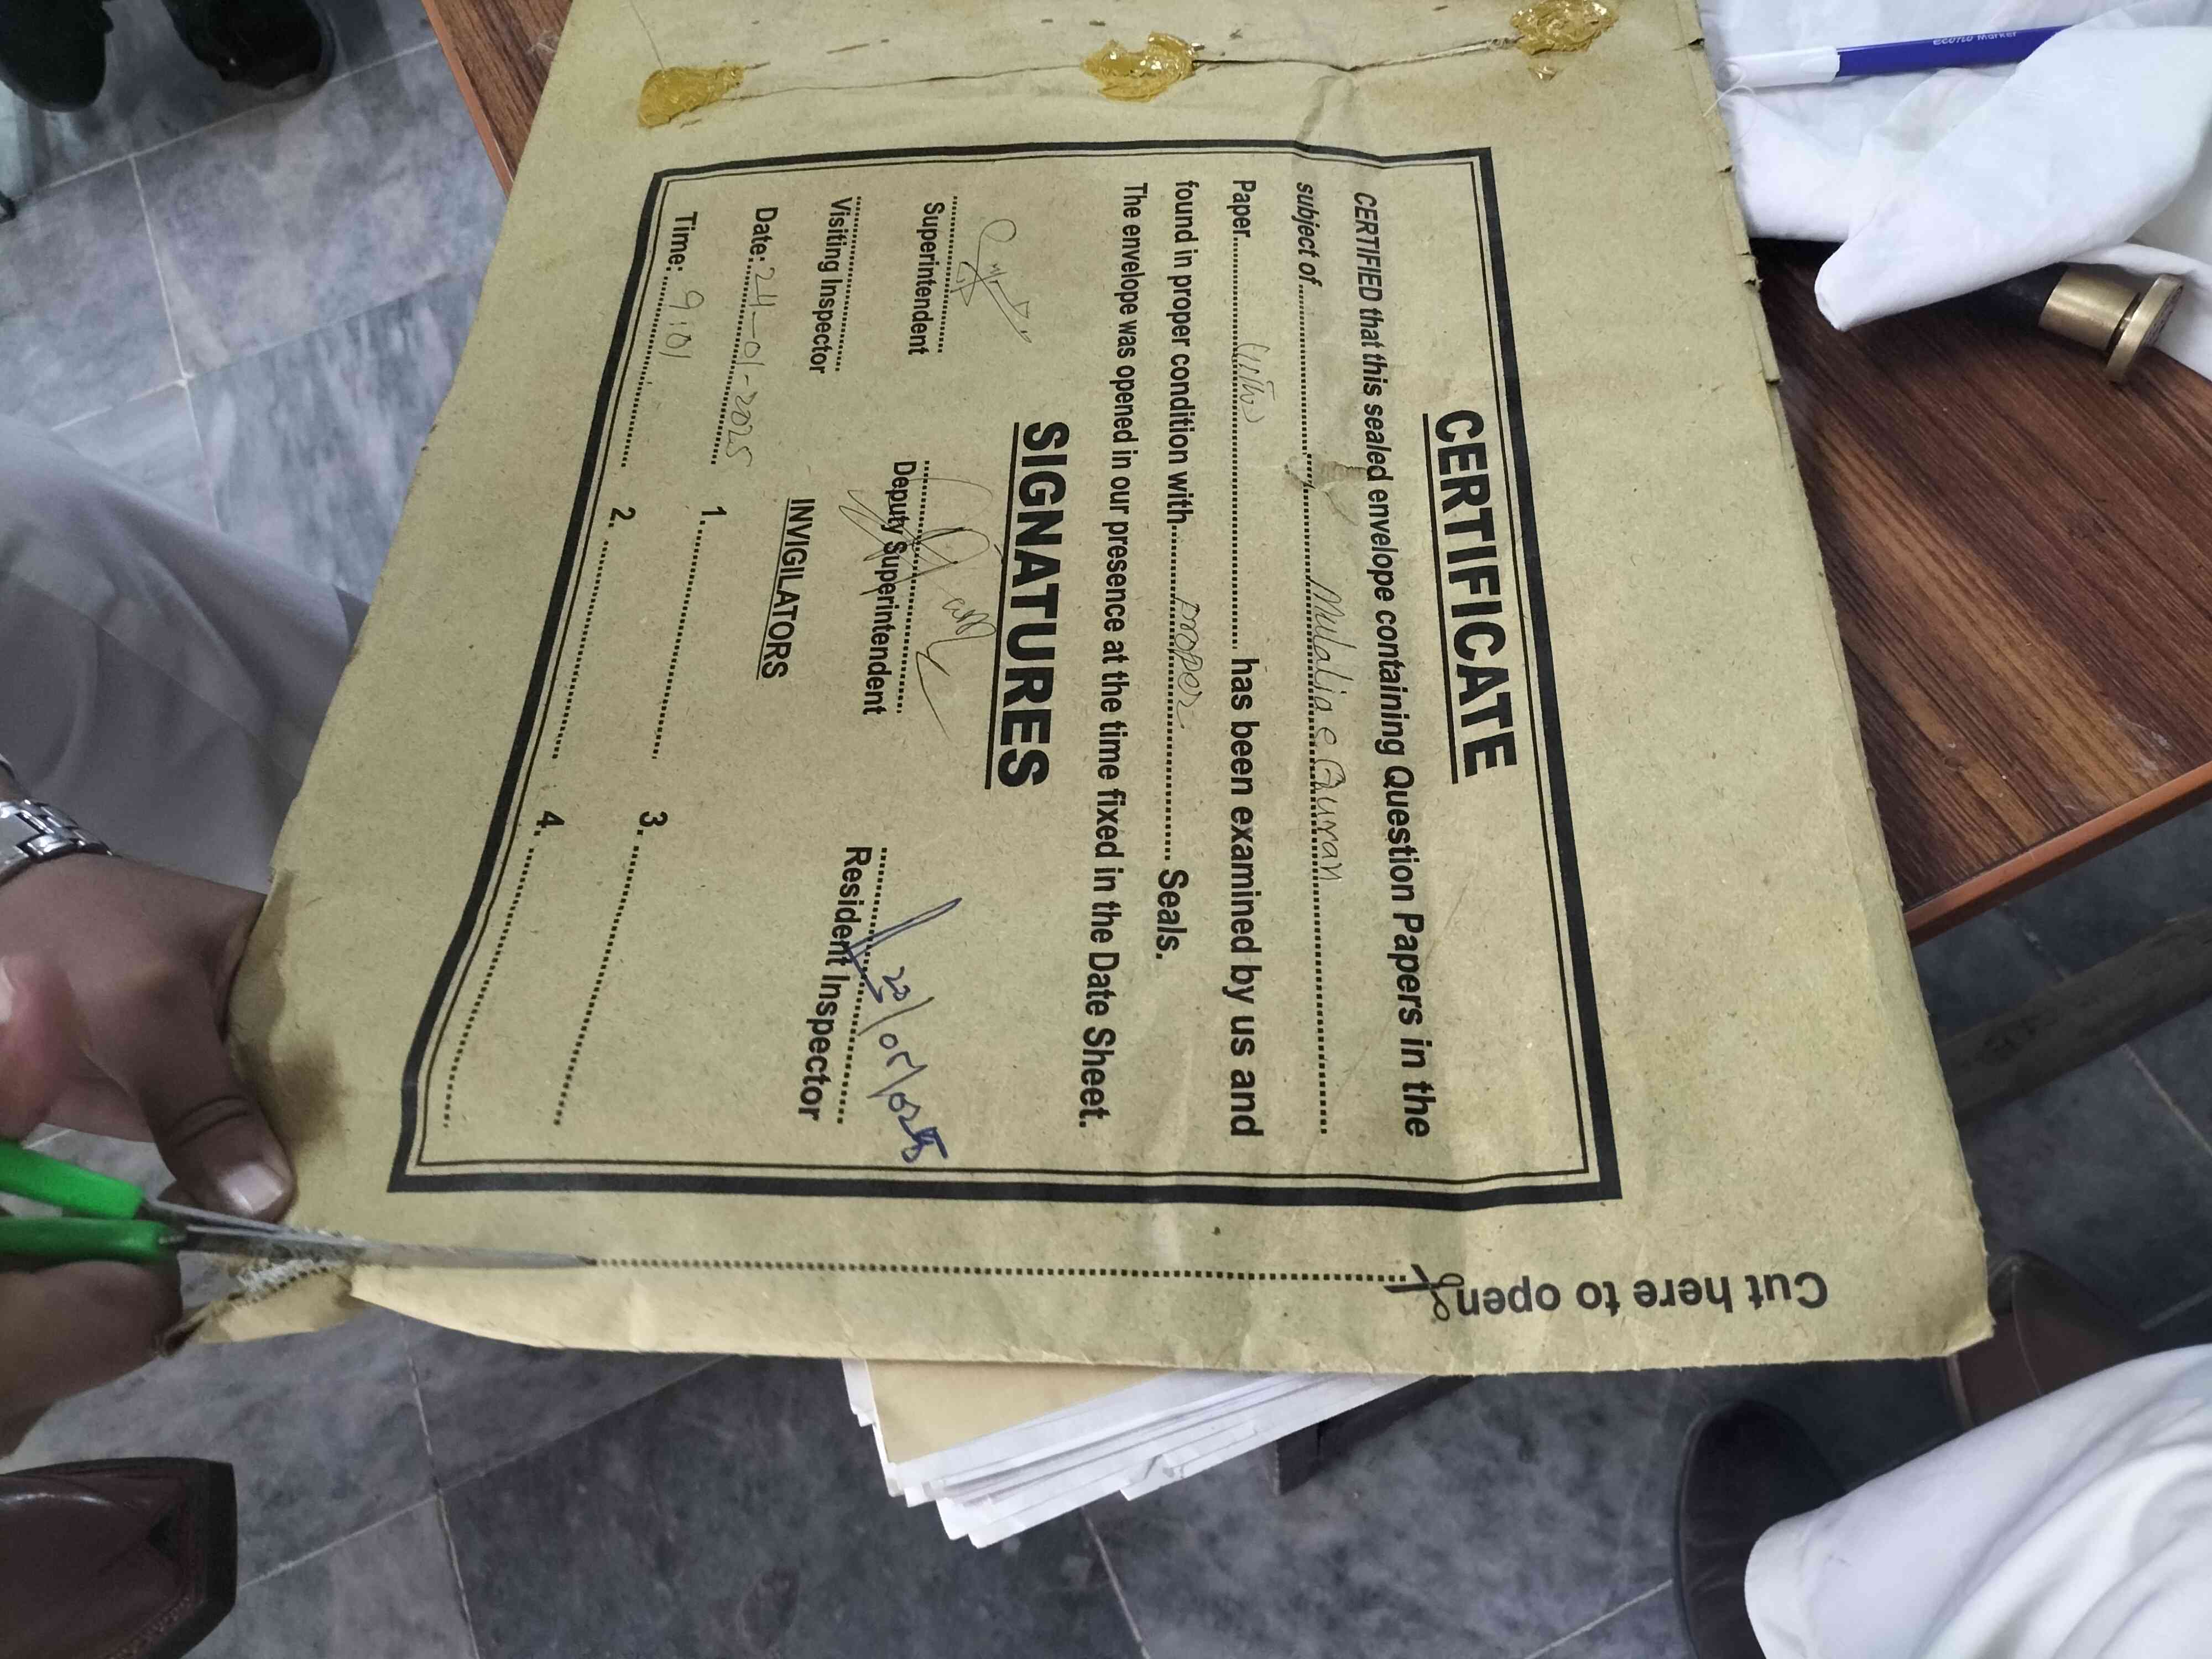 CERTIFICATE
CERTIFIED that this sealed envelope containing Question Papers in the
subject of.......... Mutalia e Quran ..........
Paper.................... has been examined by us and
found in proper condition with..... proper .......... Seals.
The envelope was opened in our presence at the time fixed in the Date Sheet.
SIGNATURES
Superintendent
Deputy Superintendent
Resident Inspector
Visiting Inspector
INVIGILATORS
Date: 24-01-2025
Time: 9:01
1.....................
2. .....................
3. .....................
4. .....................
Cut here to open
Marker